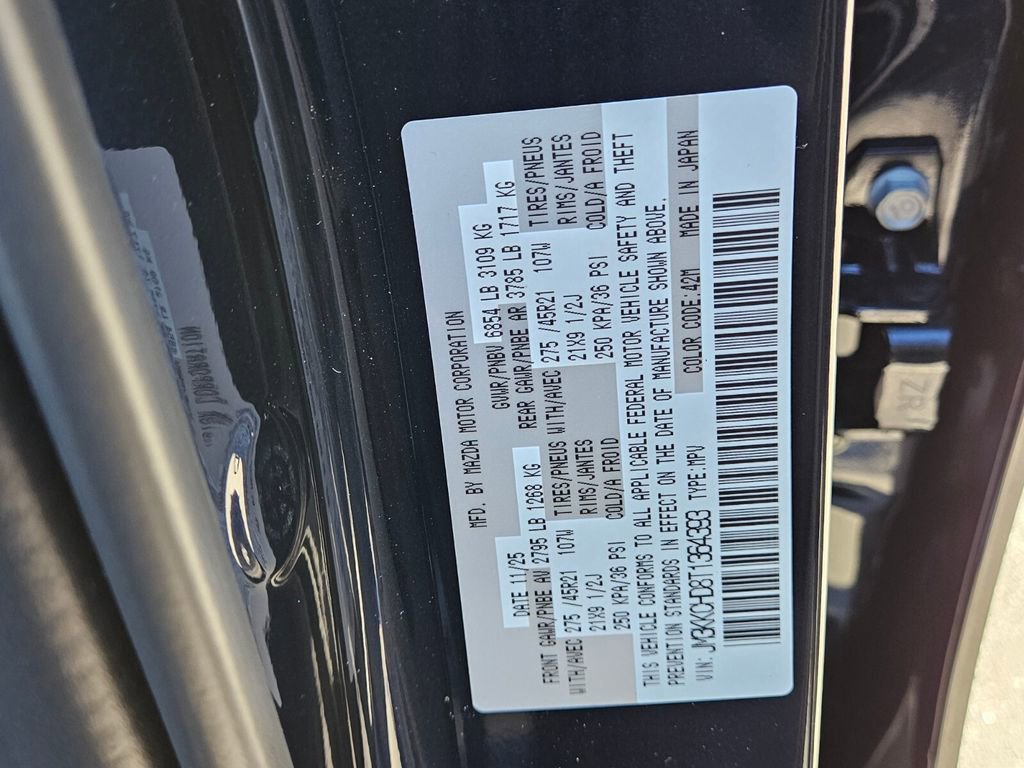 MFD. BY MAZDA MOTOR CORPORATION
DATE 11/25 GVWR/PNBV 6854 LB 3109 KG
FRONT GAWR/PNBE AV 2795 LB 1268 KG REAR GAWR/PNBE AR 3785 LB 1717 KG
WITH/AVEC 275 /45R21 107W TIRES/PNEUS WITH/AVEC 275 /45R21 107W TIRES/PNEUS
21X9 1/2J RIMS/JANTES 21X9 1/2J RIMS/JANTES
250 KPA/36 PSI COLD/A FROID 250 KPA/36 PSI COLD/A FROID
THIS VEHICLE CONFORMS TO ALL APPLICABLE FEDERAL MOTOR VEHICLE SAFETY AND THEFT
PREVENTION STANDARDS IN EFFECT ON THE DATE OF MANUFACTURE SHOWN ABOVE.
COLOR CODE:42M MADE IN JAPAN
VIN: JM3KKCHD8T1364393 TYPE:MPV
ZR